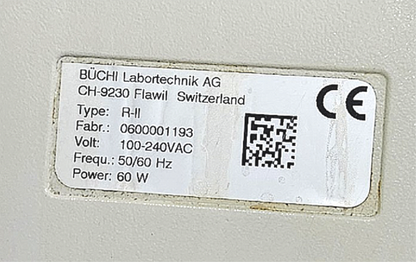 BÜCHI Labortechnik AG
CH-9230 Flawil Switzerland
Type: R-II
Fabr.: 0600001193
Volt: 100-240VAC
Frequ.: 50/60 Hz
Power: 60 W
CE